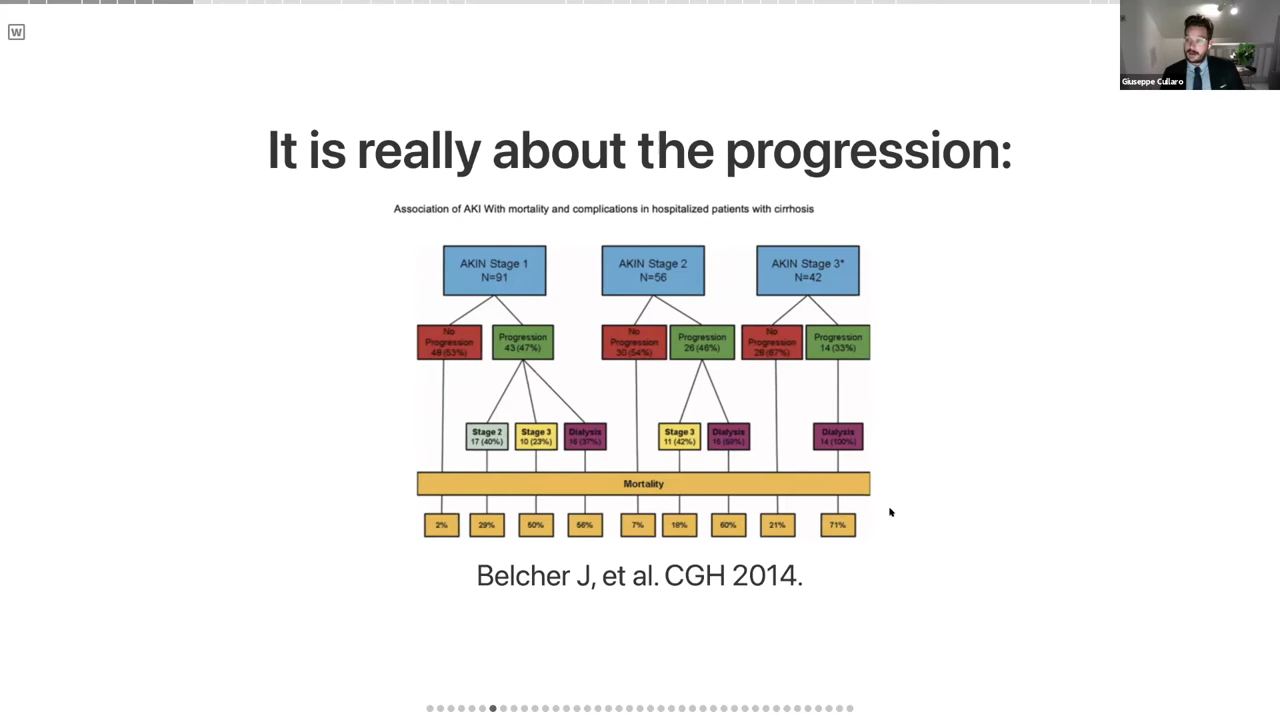 W
Giuseppe Cullaro
It is really about the progression:
Association of AKI With mortality and complications in hospitalized patients with cirrhosis
AKIN Stage 1
N=91
AKIN Stage 2
N=56
AKIN Stage 3*
N=42
No
Progression
48 (53%)
Progression
43 (47%)
No
Progression
30 (54%)
Progression
26 (46%)
No
Progression
28 (67%)
Progression
14 (33%)
Stage 2
17 (40%)
Stage 3
10 (23%)
Dialysis
16 (37%)
Stage 3
11 (42%)
Dialysis
15 (58%)
Dialysis
14 (100%)
Mortality
2%
29%
50%
56%
7%
18%
60%
21%
71%
Belcher J, et al. CGH 2014.